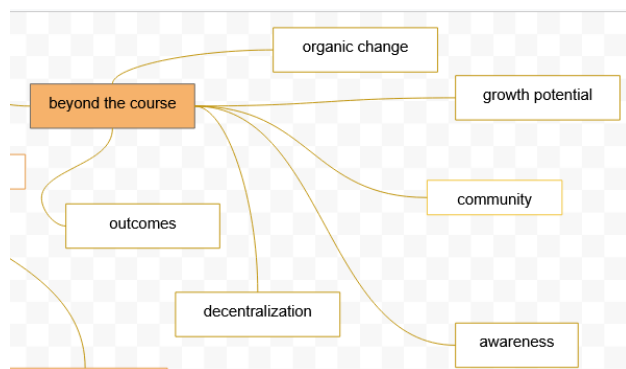 organic change
growth potential
beyond the course
community
outcomes
decentralization
awareness